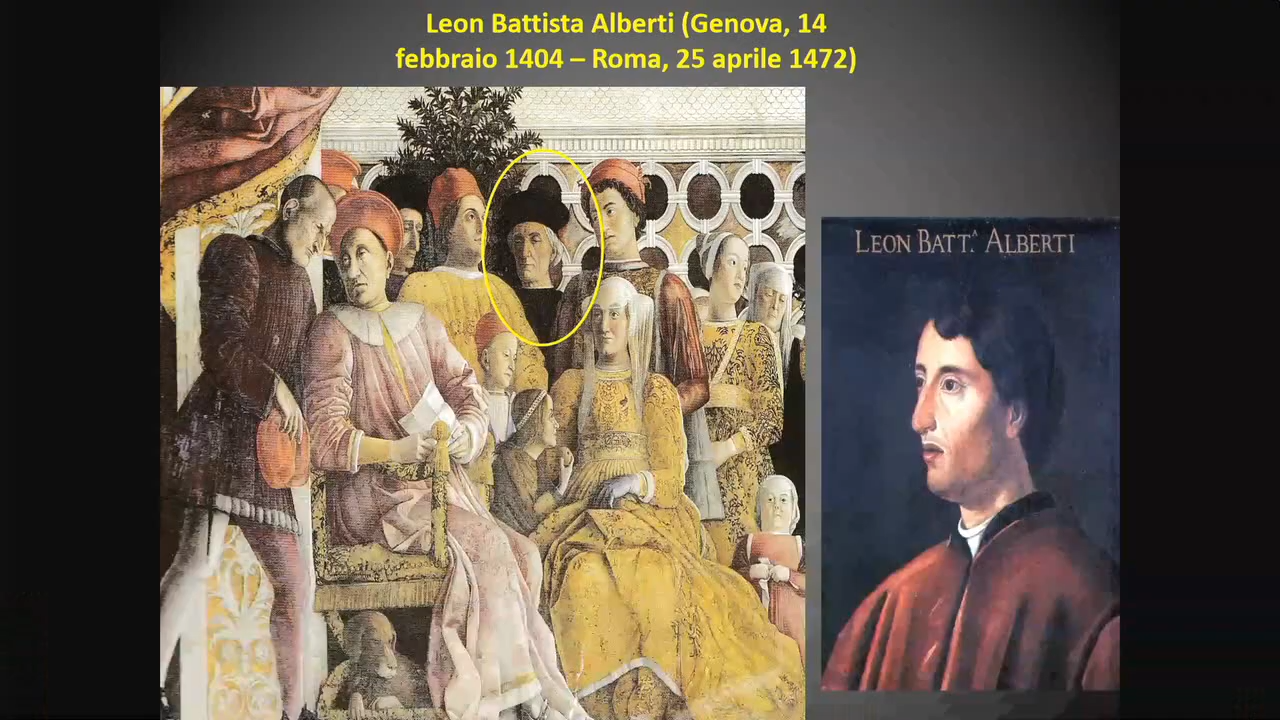 Leon Battista Alberti (Genova, 14
febbraio 1404 – Roma, 25 aprile 1472)
LEON BATT.ᴬ ALBERTI